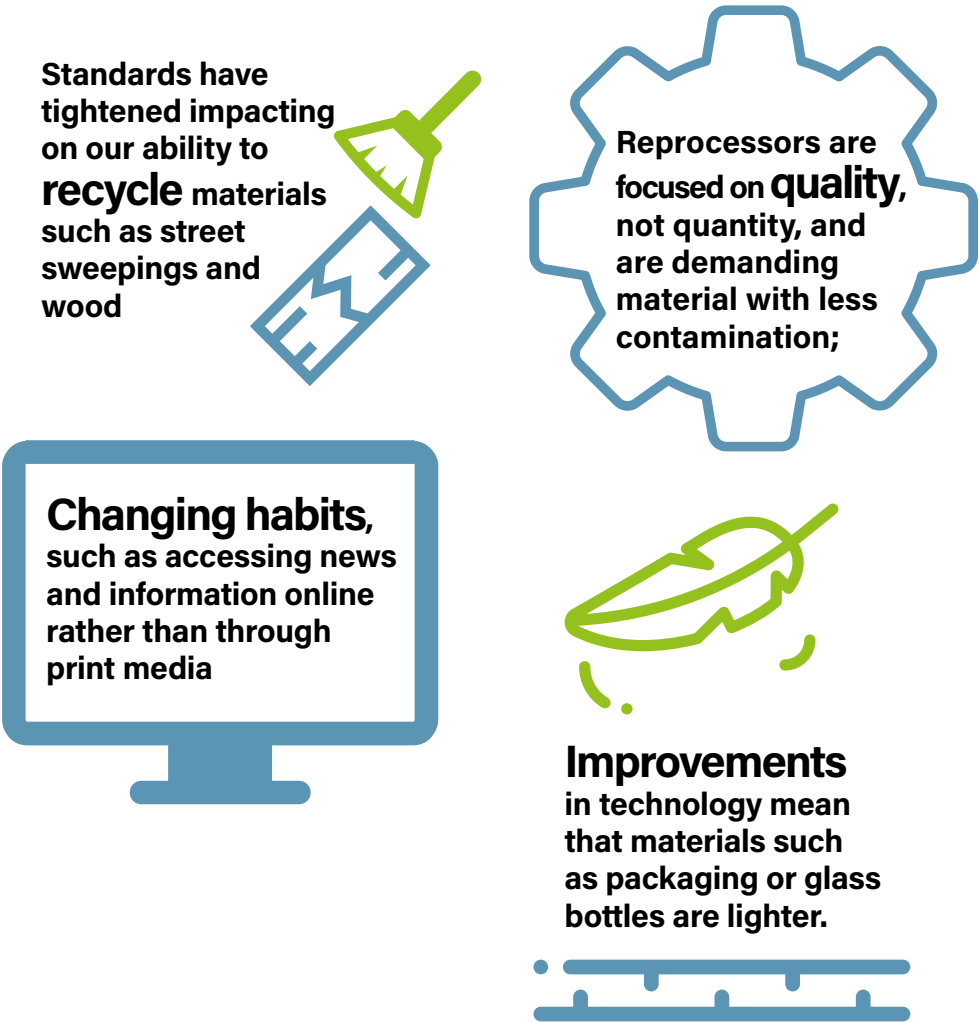 Standards have
tightened impacting
on our ability to
recycle materials
such as street
sweepings and
wood
Reprocessors are
focused on quality,
not quantity, and
are demanding
material with less
contamination;
Changing habits,
such as accessing news
and information online
rather than through
print media
Improvements
in technology mean
that materials such
as packaging or glass
bottles are lighter.